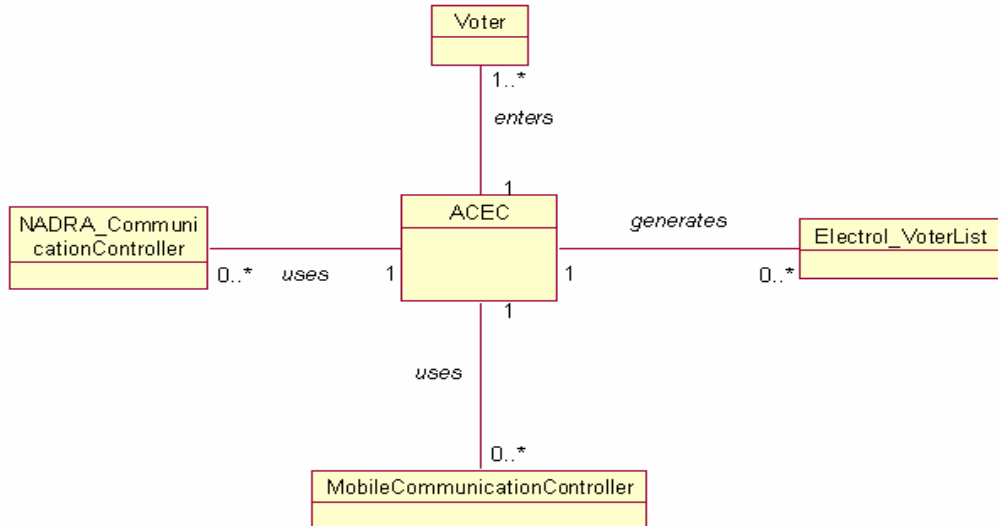 Voter
1..*
enters
1
NADRA_Communi
cationController
ACEC
generates
Electrol_VoterList
0..*
uses
1
1
0..*
1
uses
0..*
MobileCommunicationController